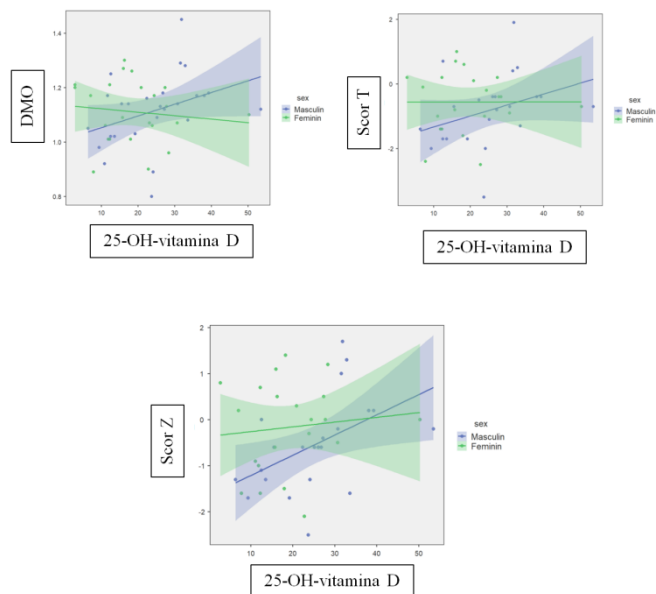 DMO
1.4
1.2
1.0
0.8
10
20
30
40
50
25-OH-vitamina D
sex
Masculin
Feminin
Scor T
2
0
-2
10
20
30
40
50
25-OH-vitamina D
sex
Masculin
Feminin
Scor Z
2
1
0
-1
-2
10
20
30
40
50
25-OH-vitamina D
sex
Masculin
Feminin